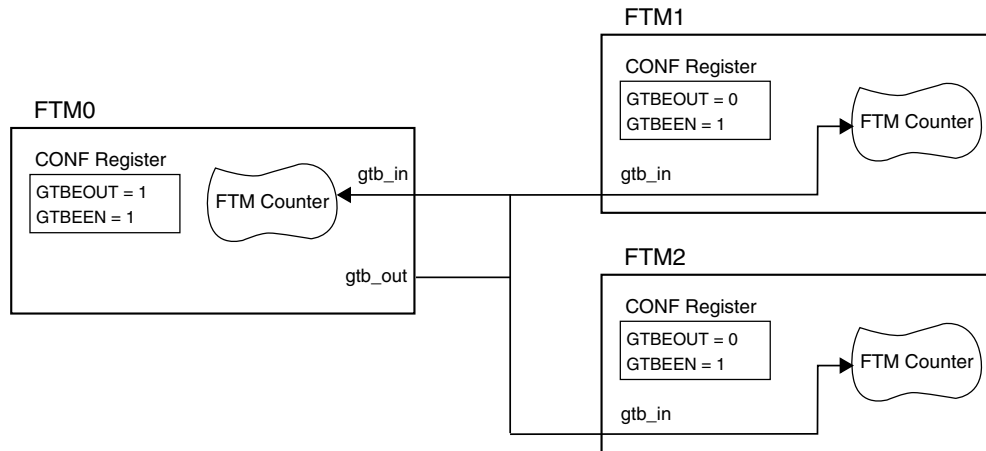 FTM0
CONF Register
GTBEOUT = 1
GTBEEN = 1
FTM Counter
gtb_in
gtb_out
FTM1
CONF Register
GTBEOUT = 0
GTBEEN = 1
FTM Counter
gtb_in
FTM2
CONF Register
GTBEOUT = 0
GTBEEN = 1
FTM Counter
gtb_in